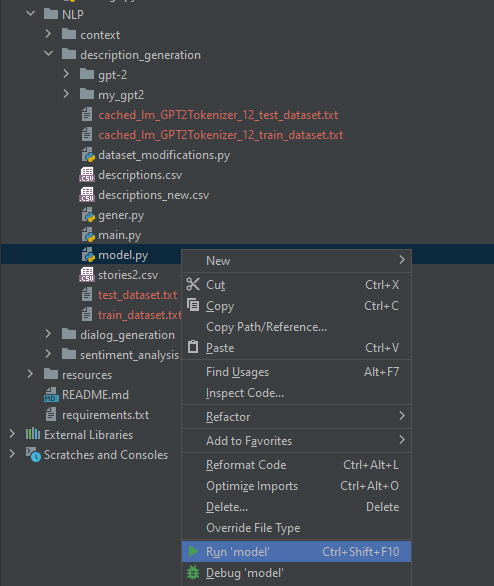 NLP
context
description_generation
gpt-2
my_gpt2
cached_lm_GPT2Tokenizer_12_test_dataset.txt
cached_lm_GPT2Tokenizer_12_train_dataset.txt
dataset_modifications.py
descriptions.csv
descriptions_new.csv
gener.py
main.py
model.py
stories2.csv
test_dataset.txt
train_dataset.txt
dialog_generation
sentiment_analysis
resources
README.md
requirements.txt
External Libraries
Scratches and Consoles
New
Cut Ctrl+X
Copy Ctrl+C
Copy Path/Reference...
Paste Ctrl+V
Find Usages Alt+F7
Inspect Code...
Refactor
Add to Favorites
Reformat Code Ctrl+Alt+L
Optimize Imports Ctrl+Alt+O
Delete... Delete
Override File Type
Run 'model' Ctrl+Shift+F10
Debug 'model'